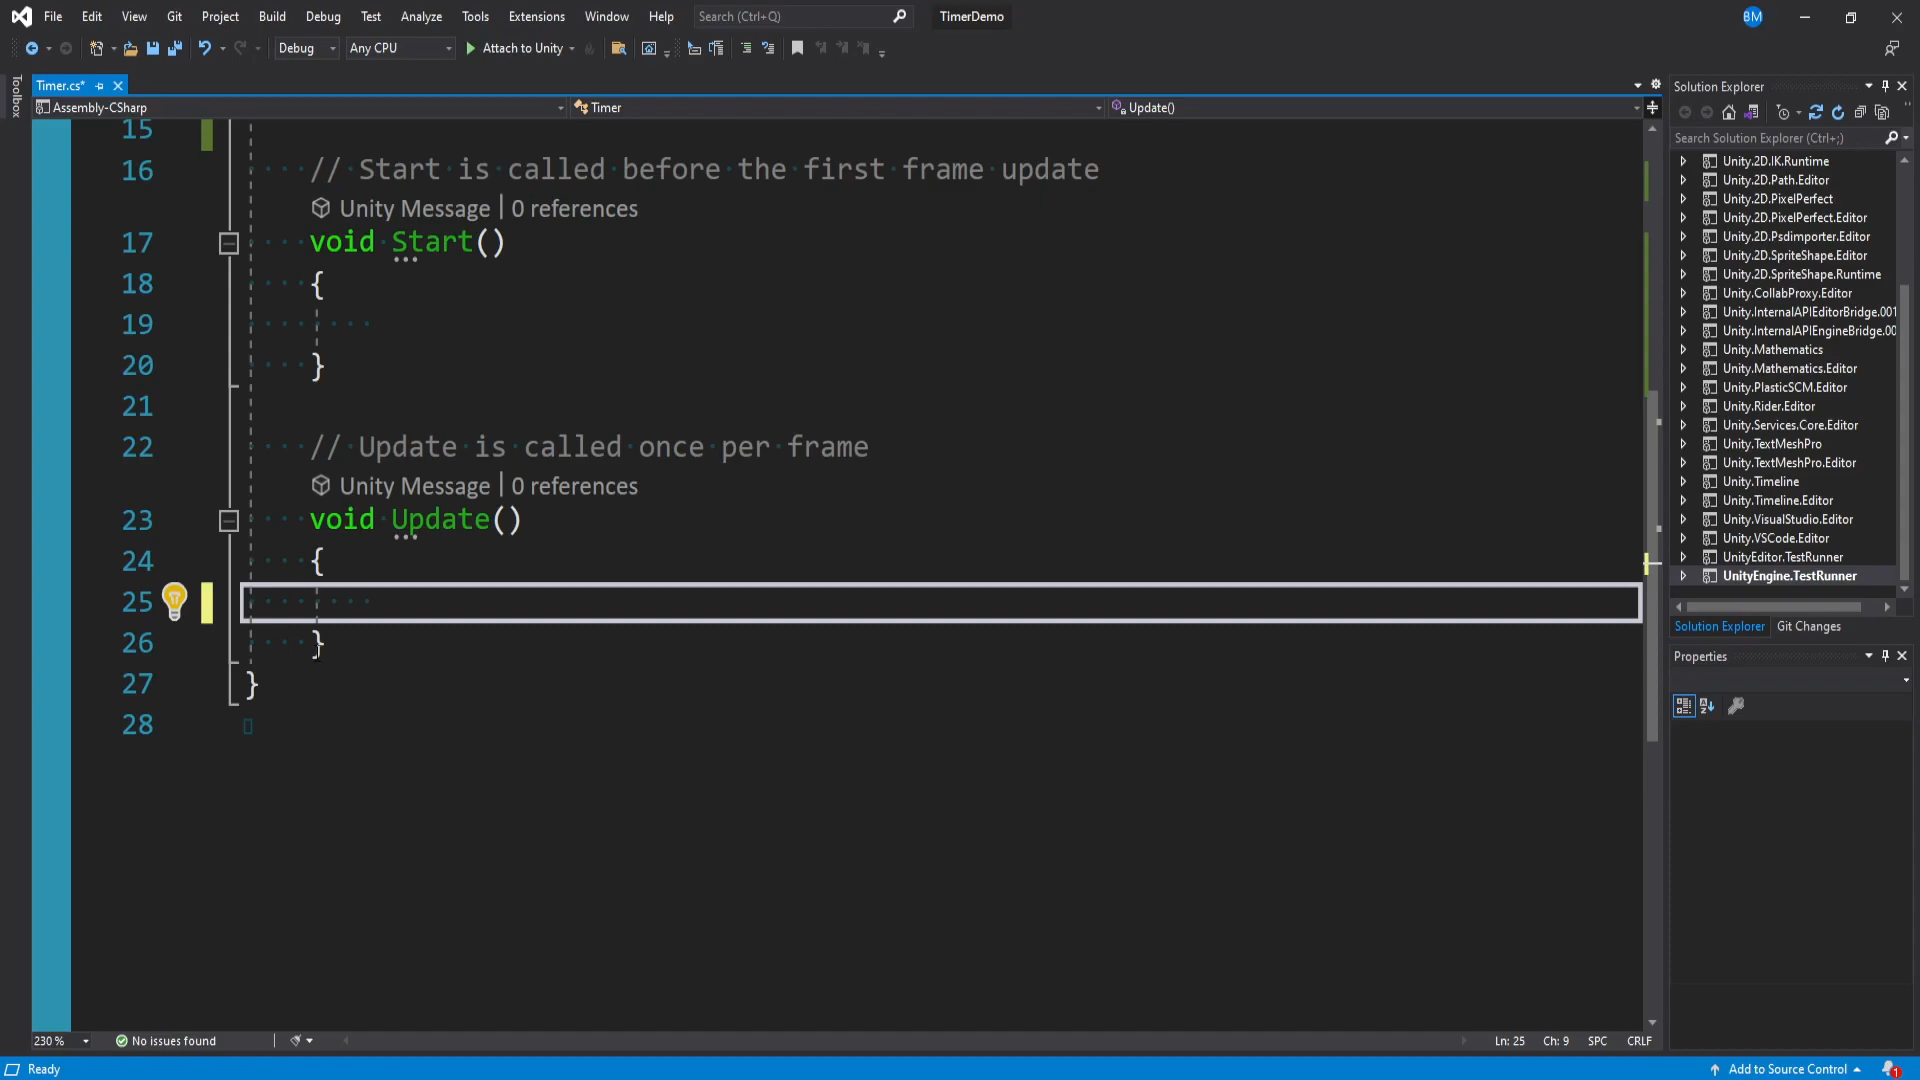 File Edit View Git Project Build Debug Test Analyze Tools Extensions Window Help Search (Ctrl+Q) TimerDemo BM
Debug Any CPU Attach to Unity
Toolbox
Timer.cs*
Assembly-CSharp Timer Update()
15
16 // Start is called before the first frame update
Unity Message | 0 references
17 void Start()
18 {
19
20 }
21
22 // Update is called once per frame
Unity Message | 0 references
23 void Update()
24 {
25
26 }
27 }
28
230 % No issues found Ln: 25 Ch: 9 SPC CRLF
Solution Explorer
Search Solution Explorer (Ctrl+;)
Unity.2D.IK.Runtime
Unity.2D.Path.Editor
Unity.2D.PixelPerfect
Unity.2D.PixelPerfect.Editor
Unity.2D.Psdimporter.Editor
Unity.2D.SpriteShape.Editor
Unity.2D.SpriteShape.Runtime
Unity.CollabProxy.Editor
Unity.InternalAPIEditorBridge.001
Unity.InternalAPIEngineBridge.00
Unity.Mathematics
Unity.Mathematics.Editor
Unity.PlasticSCM.Editor
Unity.Rider.Editor
Unity.Services.Core.Editor
Unity.TextMeshPro
Unity.TextMeshPro.Editor
Unity.Timeline
Unity.Timeline.Editor
Unity.VisualStudio.Editor
Unity.VSCode.Editor
UnityEditor.TestRunner
UnityEngine.TestRunner
Solution Explorer Git Changes
Properties
Ready Add to Source Control 1